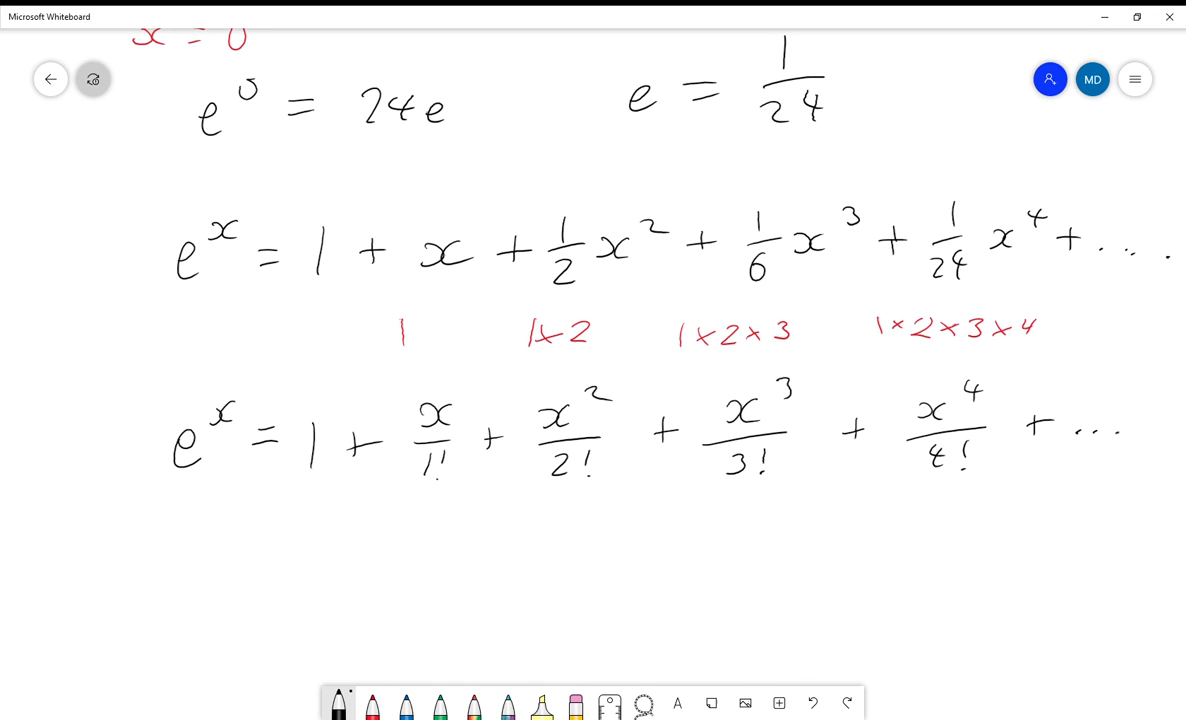 Microsoft Whiteboard
x = 0
MD
e^0 = 24e    e = 1/24
e^x = 1 + x + 1/2 x^2 + 1/6 x^3 + 1/24 x^4 + ....
1    1×2    1×2×3    1×2×3×4
e^x = 1 + x/1! + x^2/2! + x^3/3! + x^4/4! + ...
A